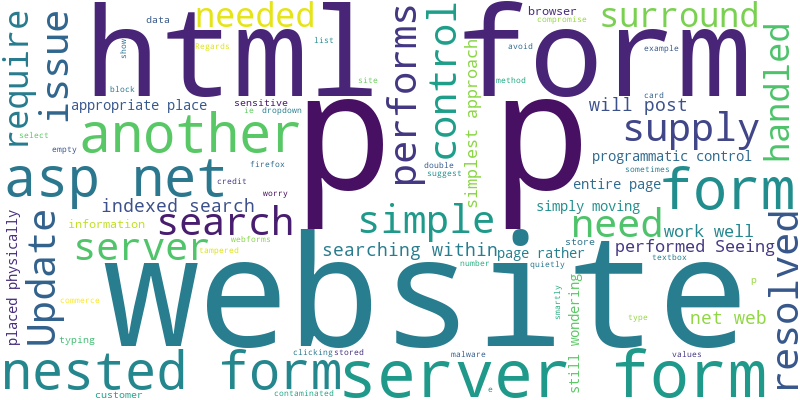 html
form
p p
website
needed
data
Regards
show
list
block
issue
require
appropriate place
sensitive
ie
dropdown
site
select
another
empty
firefox
asp net
indexed search
credit
worry
search
information
server
webforms
tampered
Update
placed physically
commerce
typing
nested form
customer
clicking
stored
contaminated
performs
control
simplest approach
browser
compromise
avoid
method
example
card
surround
handled
will post
supply
programmatic control
sometimes
double
suggest
entire page
form
simply moving
simple
need
work well
searching within
page rather
store
performed Seeing
textbox
number
quietly
p
smartly
type
net web
resolved
still wondering
malware
values
server form
e